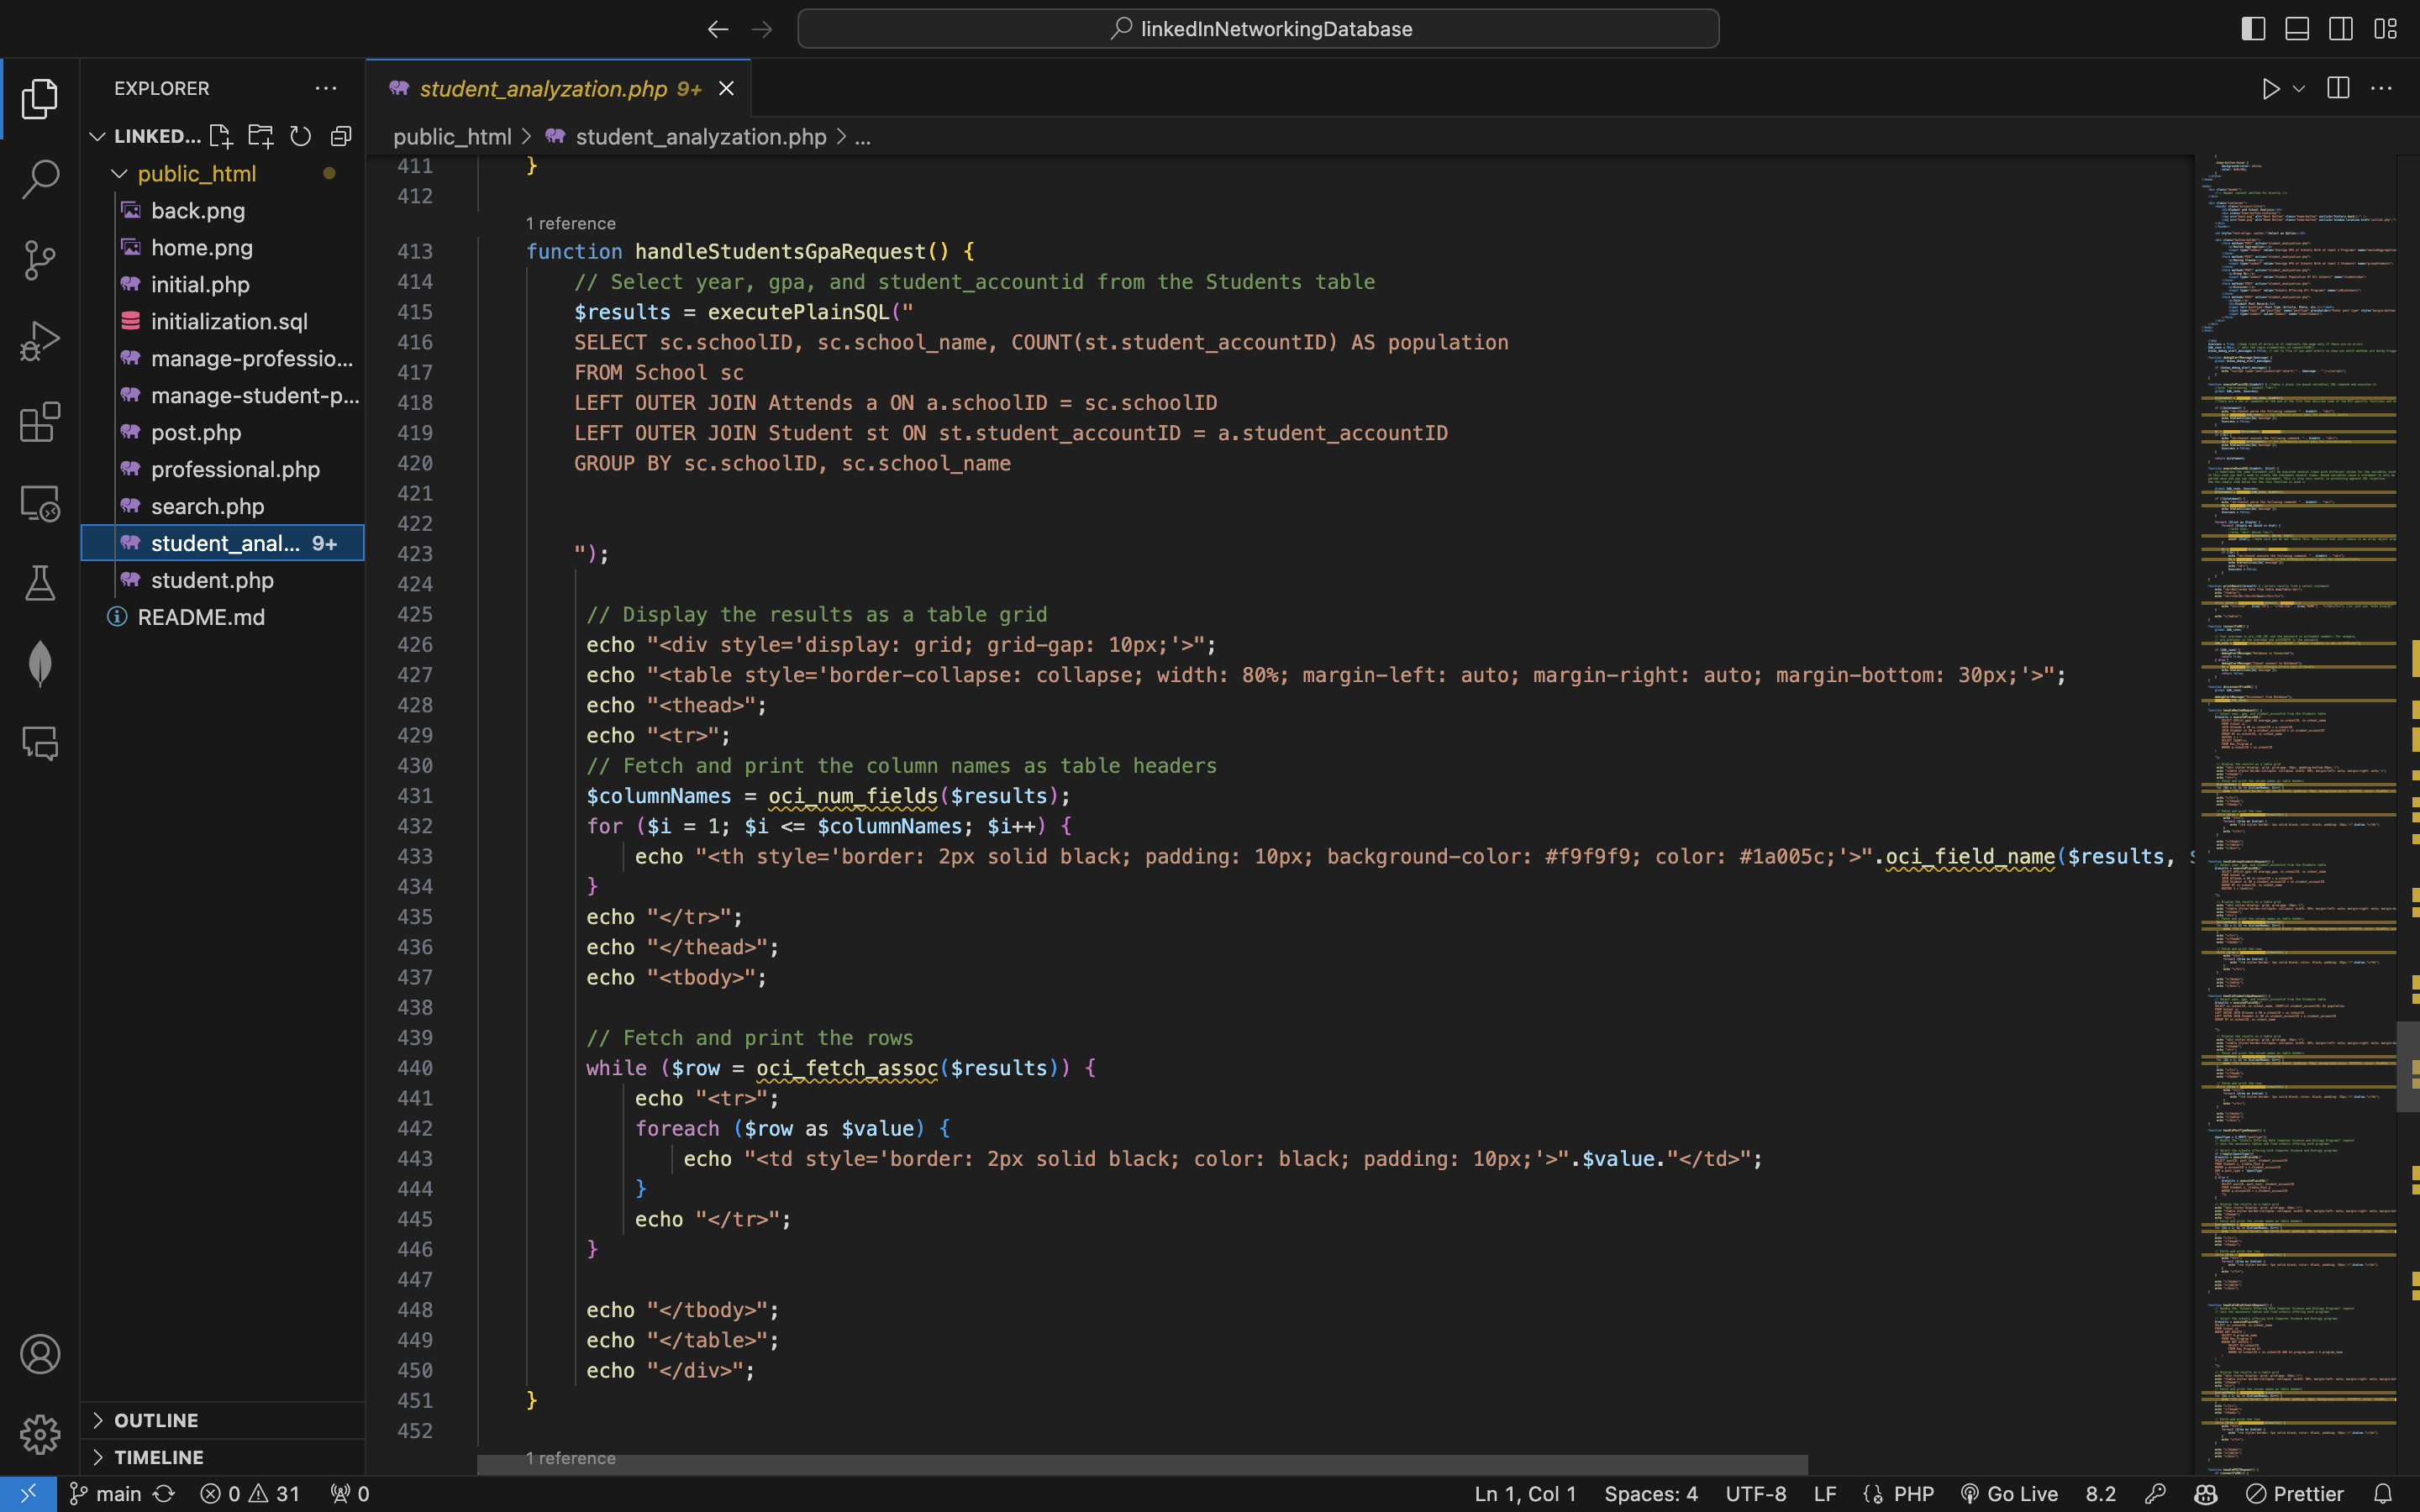 linkedInNetworkingDatabase
EXPLORER
LINKED...
public_html
back.png
home.png
initial.php
initialization.sql
manage-professio...
manage-student-p...
post.php
professional.php
search.php
student_anal... 9+
student.php
README.md
OUTLINE
TIMELINE
student_analyzation.php 9+
public_html > student_analyzation.php > ...
411 }
412
1 reference
413 function handleStudentsGpaRequest() {
414 // Select year, gpa, and student_accountid from the Students table
415 $results = executePlainSQL("
416 SELECT sc.schoolID, sc.school_name, COUNT(st.student_accountID) AS population
417 FROM School sc
418 LEFT OUTER JOIN Attends a ON a.schoolID = sc.schoolID
419 LEFT OUTER JOIN Student st ON st.student_accountID = a.student_accountID
420 GROUP BY sc.schoolID, sc.school_name
421
422
423 ");
424
425 // Display the results as a table grid
426 echo "<div style='display: grid; grid-gap: 10px;'>";
427 echo "<table style='border-collapse: collapse; width: 80%; margin-left: auto; margin-right: auto; margin-bottom: 30px;'>";
428 echo "<thead>";
429 echo "<tr>";
430 // Fetch and print the column names as table headers
431 $columnNames = oci_num_fields($results);
432 for ($i = 1; $i <= $columnNames; $i++) {
433 echo "<th style='border: 2px solid black; padding: 10px; background-color: #f9f9f9; color: #1a005c;'>".oci_field_name($results,
434 }
435 echo "</tr>";
436 echo "</thead>";
437 echo "<tbody>";
438
439 // Fetch and print the rows
440 while ($row = oci_fetch_assoc($results)) {
441 echo "<tr>";
442 foreach ($row as $value) {
443 echo "<td style='border: 2px solid black; color: black; padding: 10px;'>".$value."</td>";
444 }
445 echo "</tr>";
446 }
447
448 echo "</tbody>";
449 echo "</table>";
450 echo "</div>";
451 }
452
1 reference
main 0 31 0
Ln 1, Col 1 Spaces: 4 UTF-8 LF PHP Go Live 8.2 Prettier